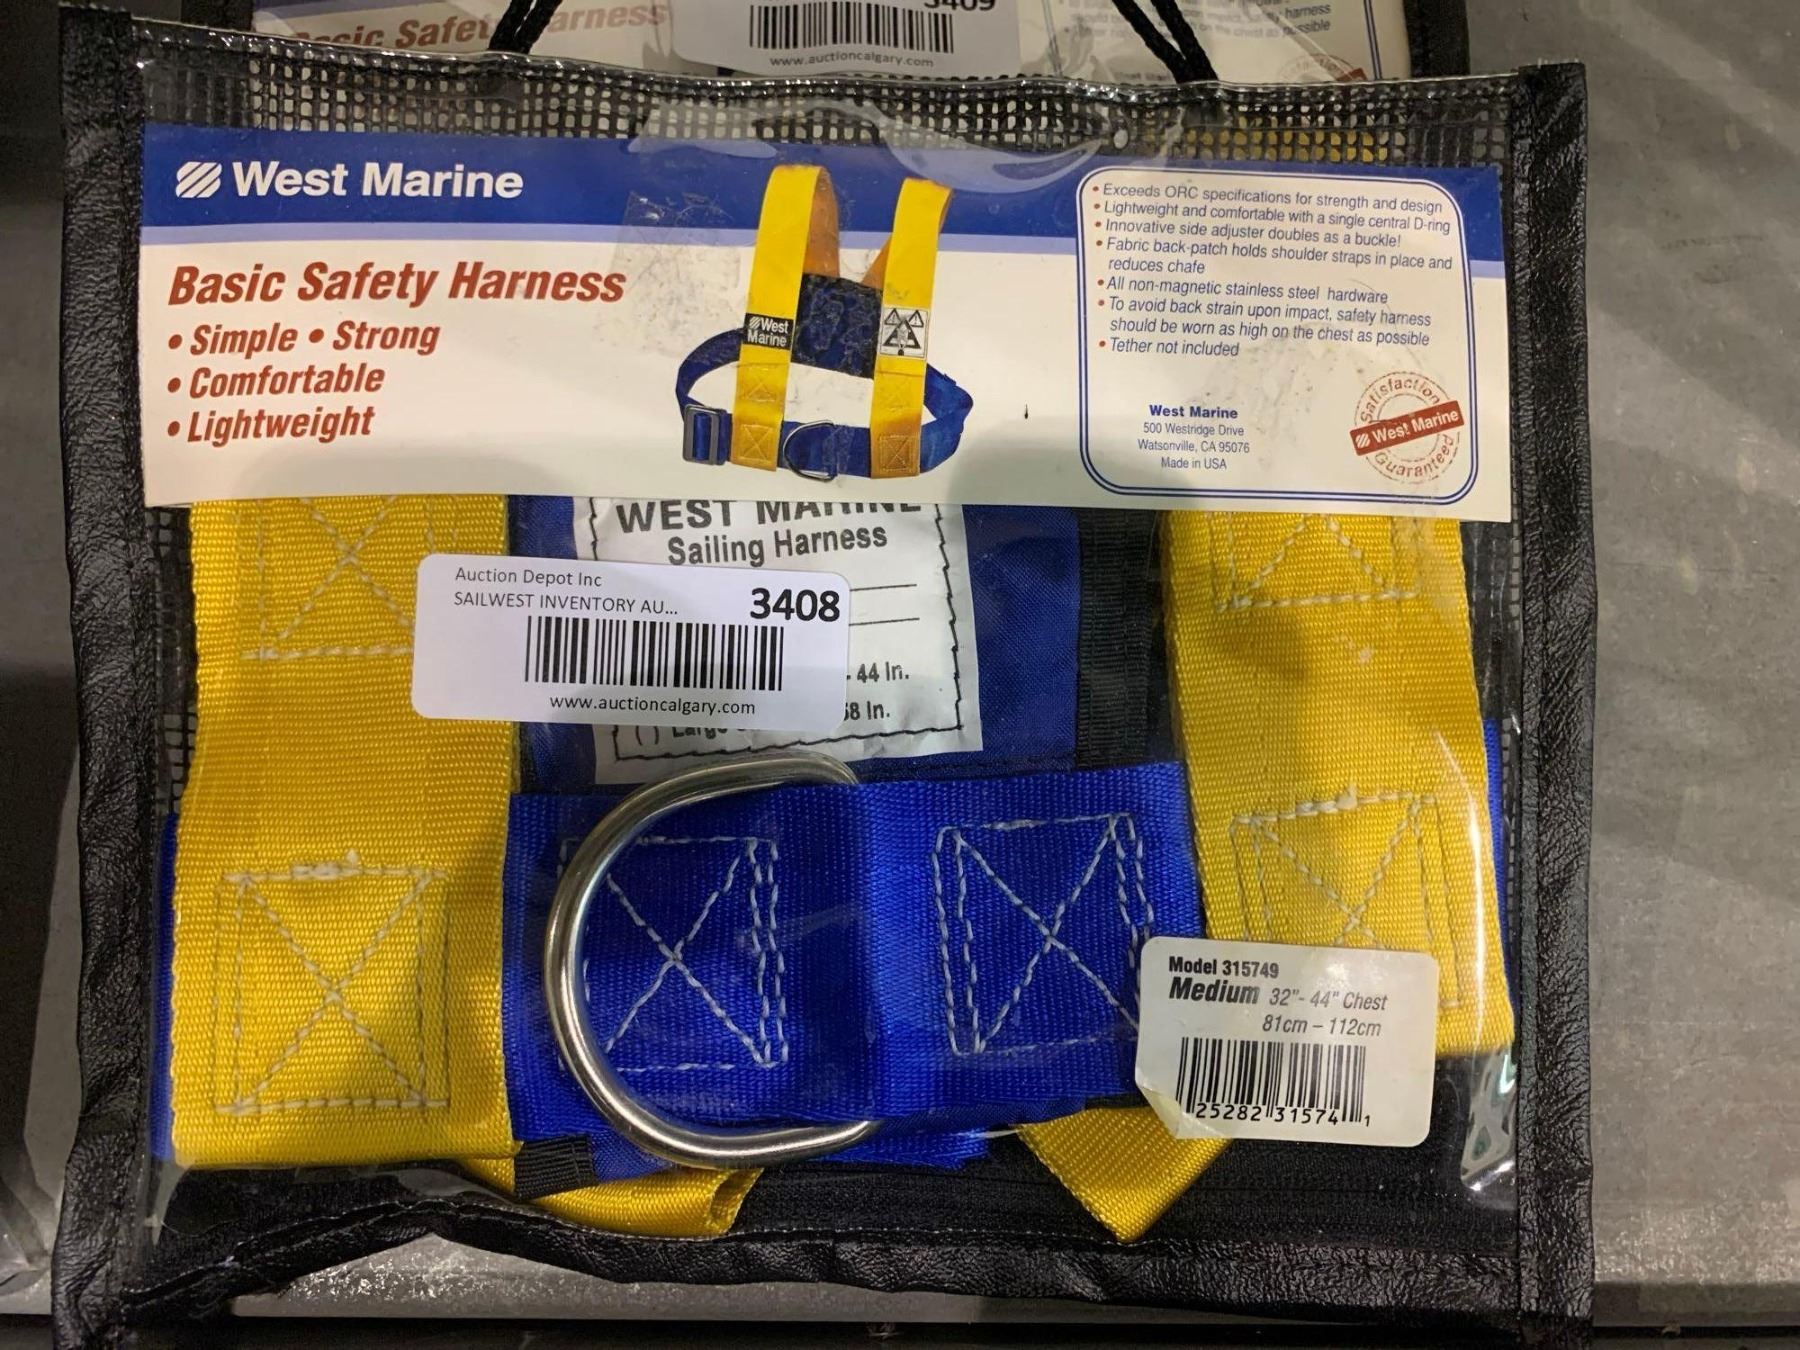 Basic Safety Harness
3409
www.auctioncalgary.com
West Marine
Basic Safety Harness
• Simple • Strong
• Comfortable
• Lightweight
West
Marine
• Exceeds ORC specifications for strength and design
• Lightweight and comfortable with a single central D-ring
• Innovative side adjuster doubles as a buckle!
• Fabric back-patch holds shoulder straps in place and
reduces chafe
• All non-magnetic stainless steel hardware
• To avoid back strain upon impact, safety harness
should be worn as high on the chest as possible
• Tether not included
West Marine
500 Westridge Drive
Watsonville, CA 95076
Made in USA
Satisfaction
West Marine
Guaranteed
WEST MARINE
Sailing Harness
44 In.
58 In.
( ) Large
Auction Depot Inc
SAILWEST INVENTORY AU...
3408
www.auctioncalgary.com
Model 315749
Medium 32"- 44" Chest
81cm – 112cm
25282 31574 1